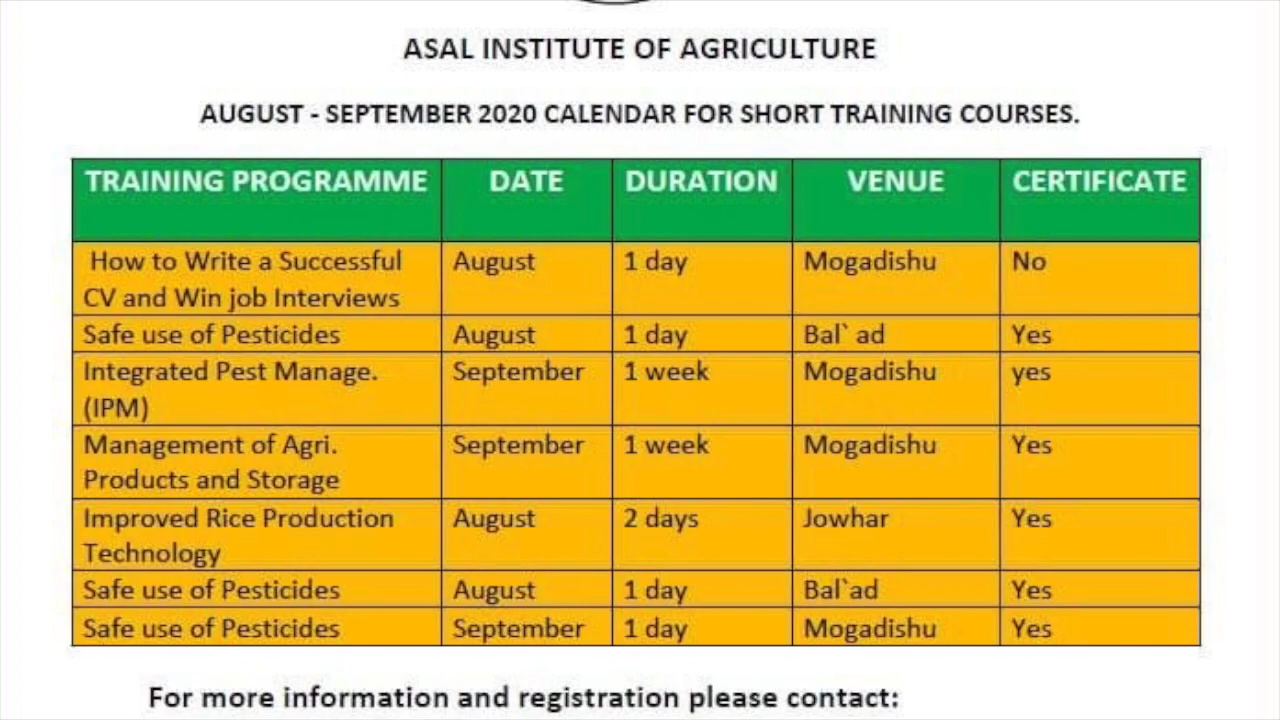 ASAL INSTITUTE OF AGRICULTURE
AUGUST - SEPTEMBER 2020 CALENDAR FOR SHORT TRAINING COURSES.
TRAINING PROGRAMME DATE DURATION VENUE CERTIFICATE
How to Write a Successful August 1 day Mogadishu No
CV and Win job Interviews
Safe use of Pesticides August 1 day Bal` ad Yes
Integrated Pest Manage. September 1 week Mogadishu yes
(IPM)
Management of Agri. September 1 week Mogadishu Yes
Products and Storage
Improved Rice Production August 2 days Jowhar Yes
Technology
Safe use of Pesticides August 1 day Bal`ad Yes
Safe use of Pesticides September 1 day Mogadishu Yes
For more information and registration please contact: